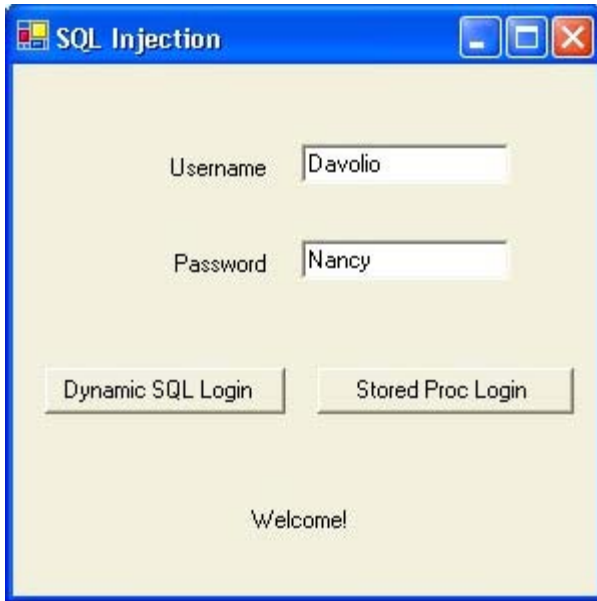 SQL Injection
Username Davolio
Password Nancy
Dynamic SQL Login Stored Proc Login
Welcome!